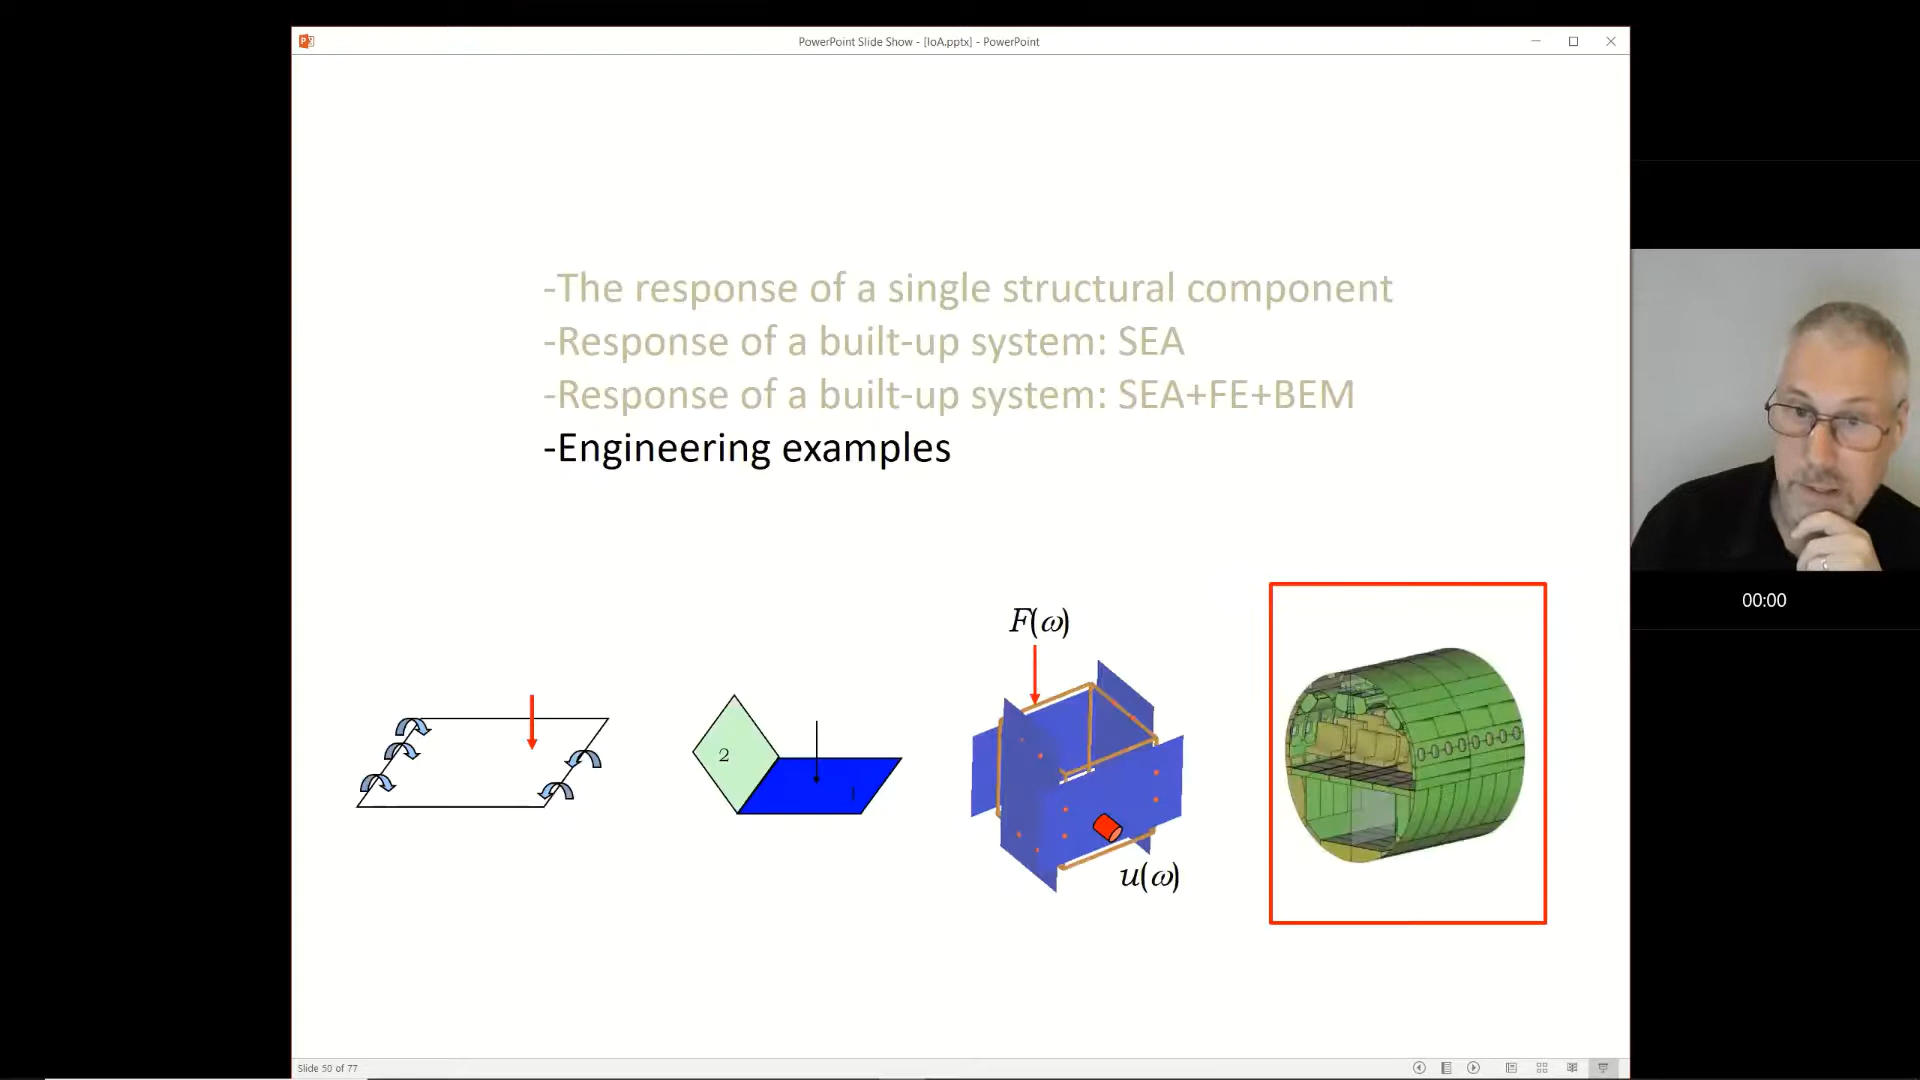 PowerPoint Slide Show - [IoA.pptx] - PowerPoint
-The response of a single structural component
-Response of a built-up system: SEA
-Response of a built-up system: SEA+FE+BEM
-Engineering examples
00:00
F(ω)
2
1
u(ω)
Slide 50 of 77